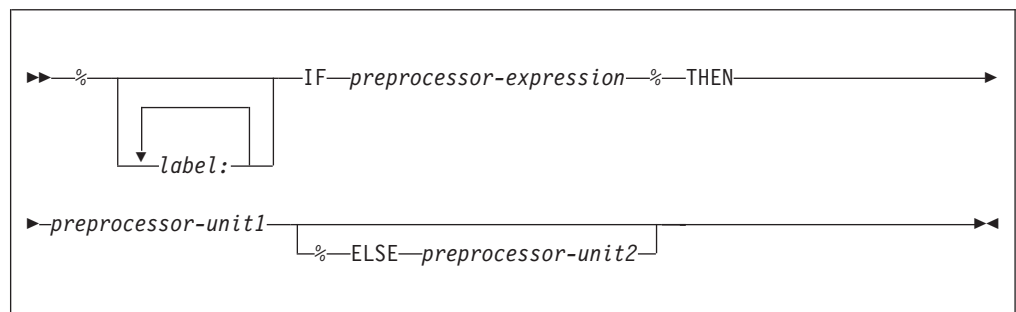 % IF preprocessor-expression % THEN
label:
preprocessor-unit1
% ELSE preprocessor-unit2